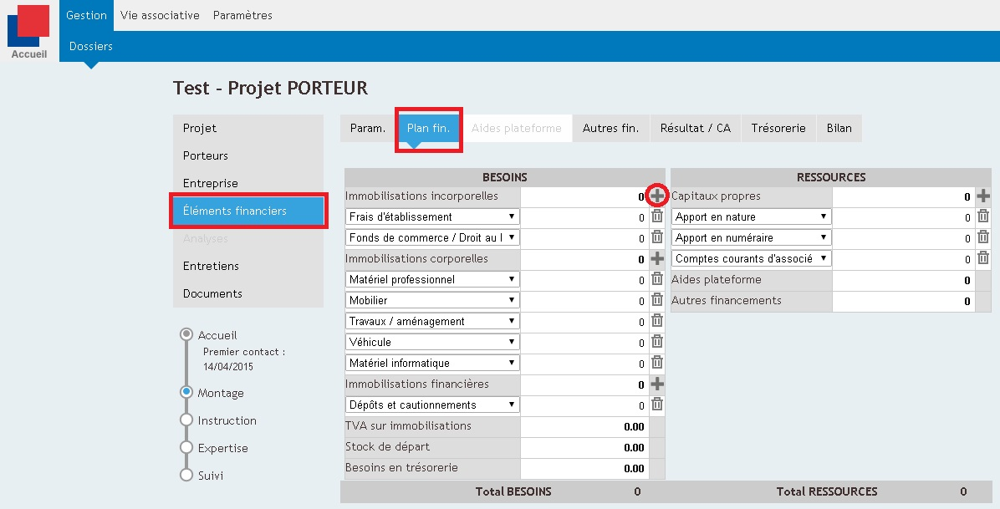 Gestion Vie associative Paramètres
Accueil
Dossiers
Test - Projet PORTEUR
Projet
Porteurs
Entreprise
Éléments financiers
Analyses
Entretiens
Documents
Accueil
Premier contact :
14/04/2015
Montage
Instruction
Expertise
Suivi
Param. Plan fin. Aides plateforme Autres fin. Résultat / CA Trésorerie Bilan
BESOINS
Immobilisations incorporelles 0
Frais d'établissement 0
Fonds de commerce / Droit au l 0
Immobilisations corporelles 0
Matériel professionnel 0
Mobilier 0
Travaux / aménagement 0
Véhicule 0
Matériel informatique 0
Immobilisations financières 0
Dépôts et cautionnements 0
TVA sur immobilisations 0.00
Stock de départ 0.00
Besoins en trésorerie 0.00
Total BESOINS 0
RESSOURCES
Capitaux propres 0
Apport en nature 0
Apport en numéraire 0
Comptes courants d'associé 0
Aides plateforme 0
Autres financements 0
Total RESSOURCES 0